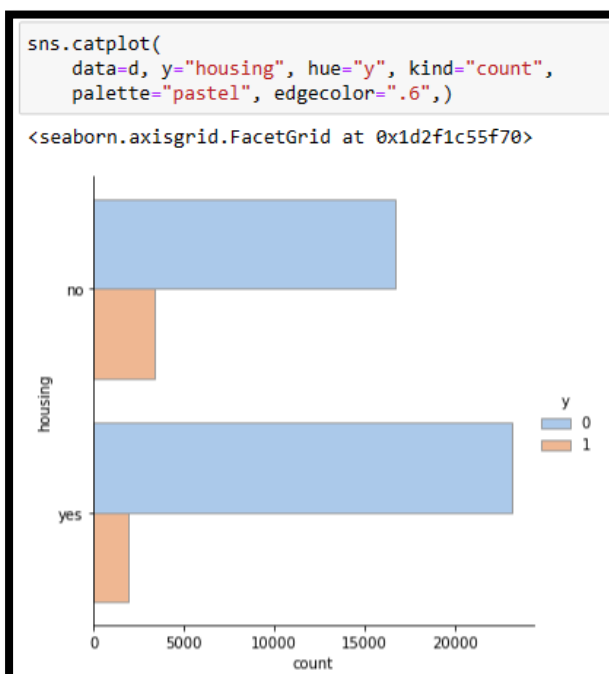 sns.catplot(
    data=d, y="housing", hue="y", kind="count",
    palette="pastel", edgecolor=".6",)
<seaborn.axisgrid.FacetGrid at 0x1d2f1c55f70>
no
housing
yes
y
0
1
0 5000 10000 15000 20000
count